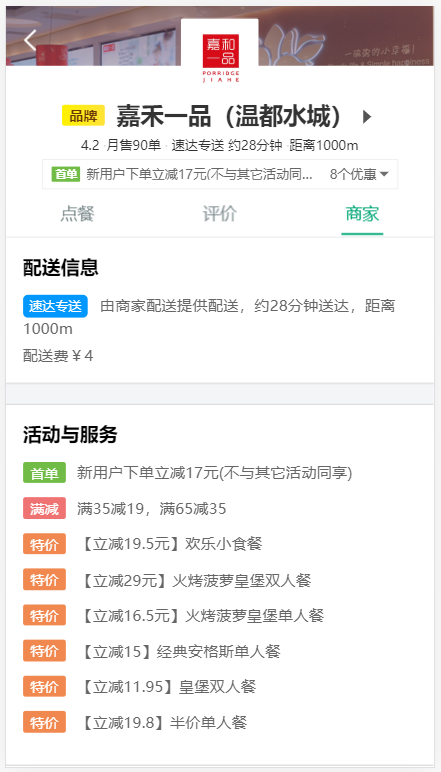 嘉和
一品
PORRIDGE
JIAHE
品牌 嘉禾一品（温都水城）
4.2 月售90单 速达专送 约28分钟 距离1000m
首单 新用户下单立减17元(不与其它活动同... 8个优惠
点餐 评价 商家
配送信息
速达专送 由商家配送提供配送，约28分钟送达，距离
1000m
配送费￥4
活动与服务
首单 新用户下单立减17元(不与其它活动同享)
满减 满35减19，满65减35
特价 【立减19.5元】欢乐小食餐
特价 【立减29元】火烤菠萝皇堡双人餐
特价 【立减16.5元】火烤菠萝皇堡单人餐
特价 【立减15】经典安格斯单人餐
特价 【立减11.95】皇堡双人餐
特价 【立减19.8】半价单人餐